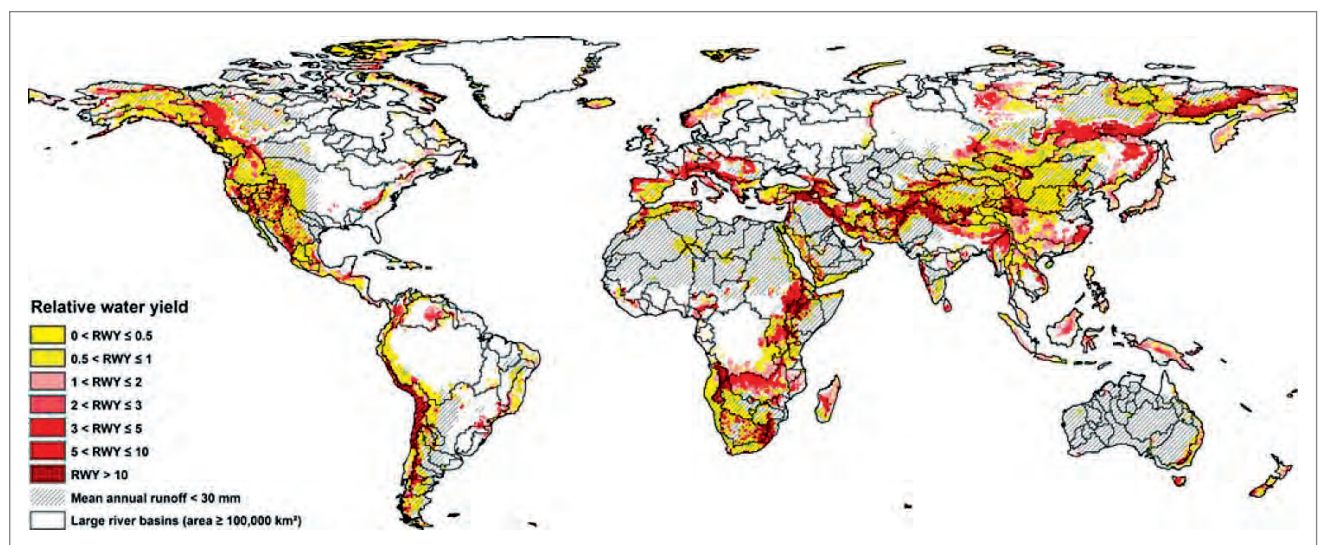 Relative water yield
0 < RWY ≤ 0.5
0.5 < RWY ≤ 1
1 < RWY ≤ 2
2 < RWY ≤ 3
3 < RWY ≤ 5
5 < RWY ≤ 10
RWY > 10
Mean annual runoff < 30 mm
Large river basins (area ≥ 100,000 km²)